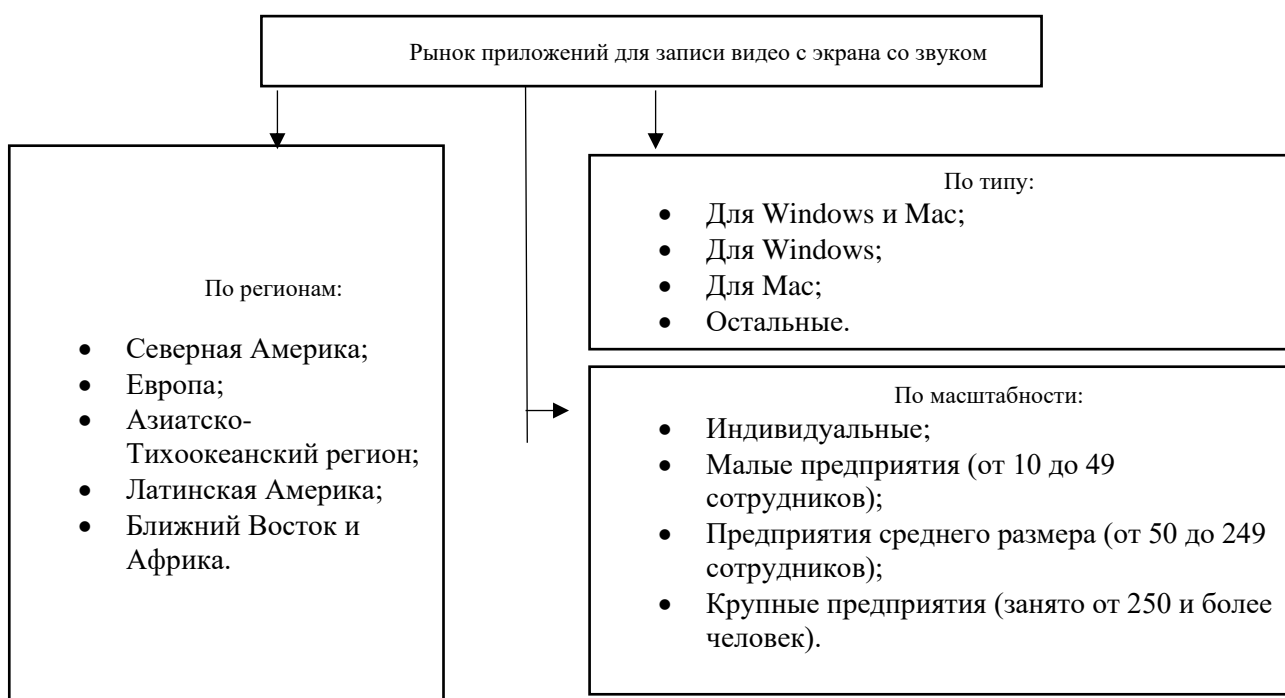 Рынок приложений для записи видео с экрана со звуком
По регионам:
• Северная Америка;
• Европа;
• Азиатско-
Тихоокеанский регион;
• Латинская Америка;
• Ближний Восток и
Африка.
По типу:
• Для Windows и Mac;
• Для Windows;
• Для Mac;
• Остальные.
По масштабности:
• Индивидуальные;
• Малые предприятия (от 10 до 49
сотрудников);
• Предприятия среднего размера (от 50 до 249
сотрудников);
• Крупные предприятия (занято от 250 и более
человек).